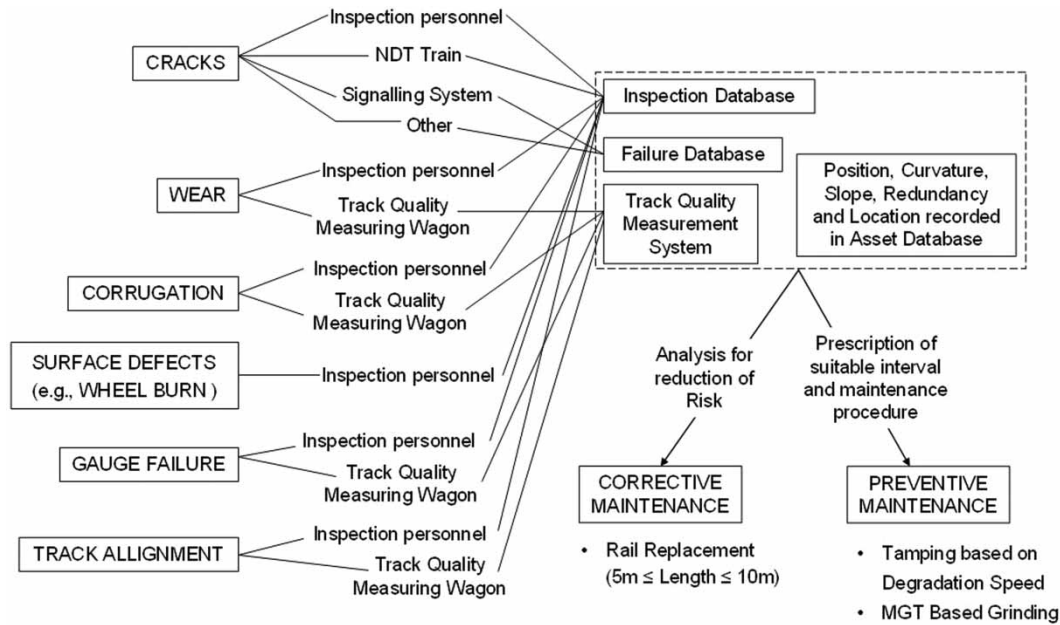 CRACKS
Inspection personnel
NDT Train
Signalling System
Other
WEAR
Inspection personnel
Track Quality
Measuring Wagon
CORRUGATION
Inspection personnel
Track Quality
Measuring Wagon
SURFACE DEFECTS
(e.g., WHEEL BURN )
Inspection personnel
GAUGE FAILURE
Inspection personnel
Track Quality
Measuring Wagon
TRACK ALLIGNMENT
Inspection personnel
Track Quality
Measuring Wagon
Inspection Database
Failure Database
Track Quality
Measurement
System
Position, Curvature,
Slope, Redundancy
and Location recorded
in Asset Database
Analysis for
reduction of
Risk
Prescription of
suitable interval
and maintenance
procedure
CORRECTIVE
MAINTENANCE
• Rail Replacement
(5m ≤ Length ≤ 10m)
PREVENTIVE
MAINTENANCE
• Tamping based on
Degradation Speed
• MGT Based Grinding